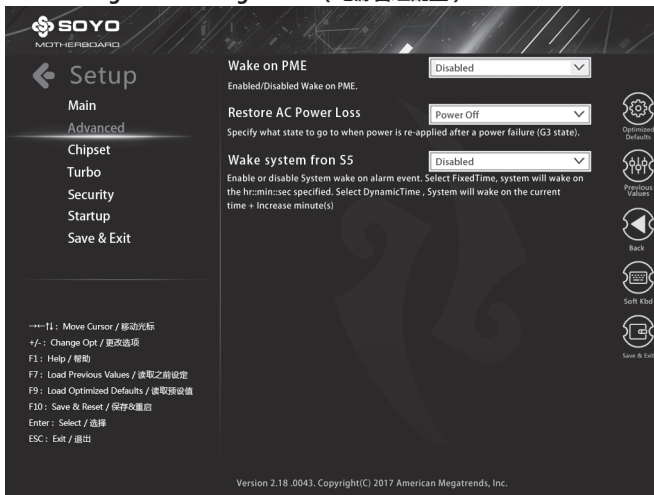 SOYO
MOTHERBOARD
Setup
Main
Advanced
Chipset
Turbo
Security
Startup
Save & Exit
→←↑↓ : Move Cursor / 移动光标
+/- : Change Opt / 更改选项
F1 : Help / 帮助
F7 : Load Previous Values / 读取之前设定
F9 : Load Optimized Defaults / 读取预设值
F10 : Save & Reset / 保存&重启
Enter : Select / 选择
ESC : Exit / 退出
Wake on PME
Disabled
Enabled/Disabled Wake on PME.
Restore AC Power Loss
Power Off
Specify what state to go to when power is re-applied after a power failure (G3 state).
Wake system fron S5
Disabled
Enable or disable System wake on alarm event. Select FixedTime, system will wake on
the hr::min::sec specified. Select DynamicTime , System will wake on the current
time + Increase minute(s)
Optimized
Defaults
Previous
Values
Back
Soft Kbd
Save & Exit
Version 2.18 .0043. Copyright(C) 2017 American Megatrends, Inc.